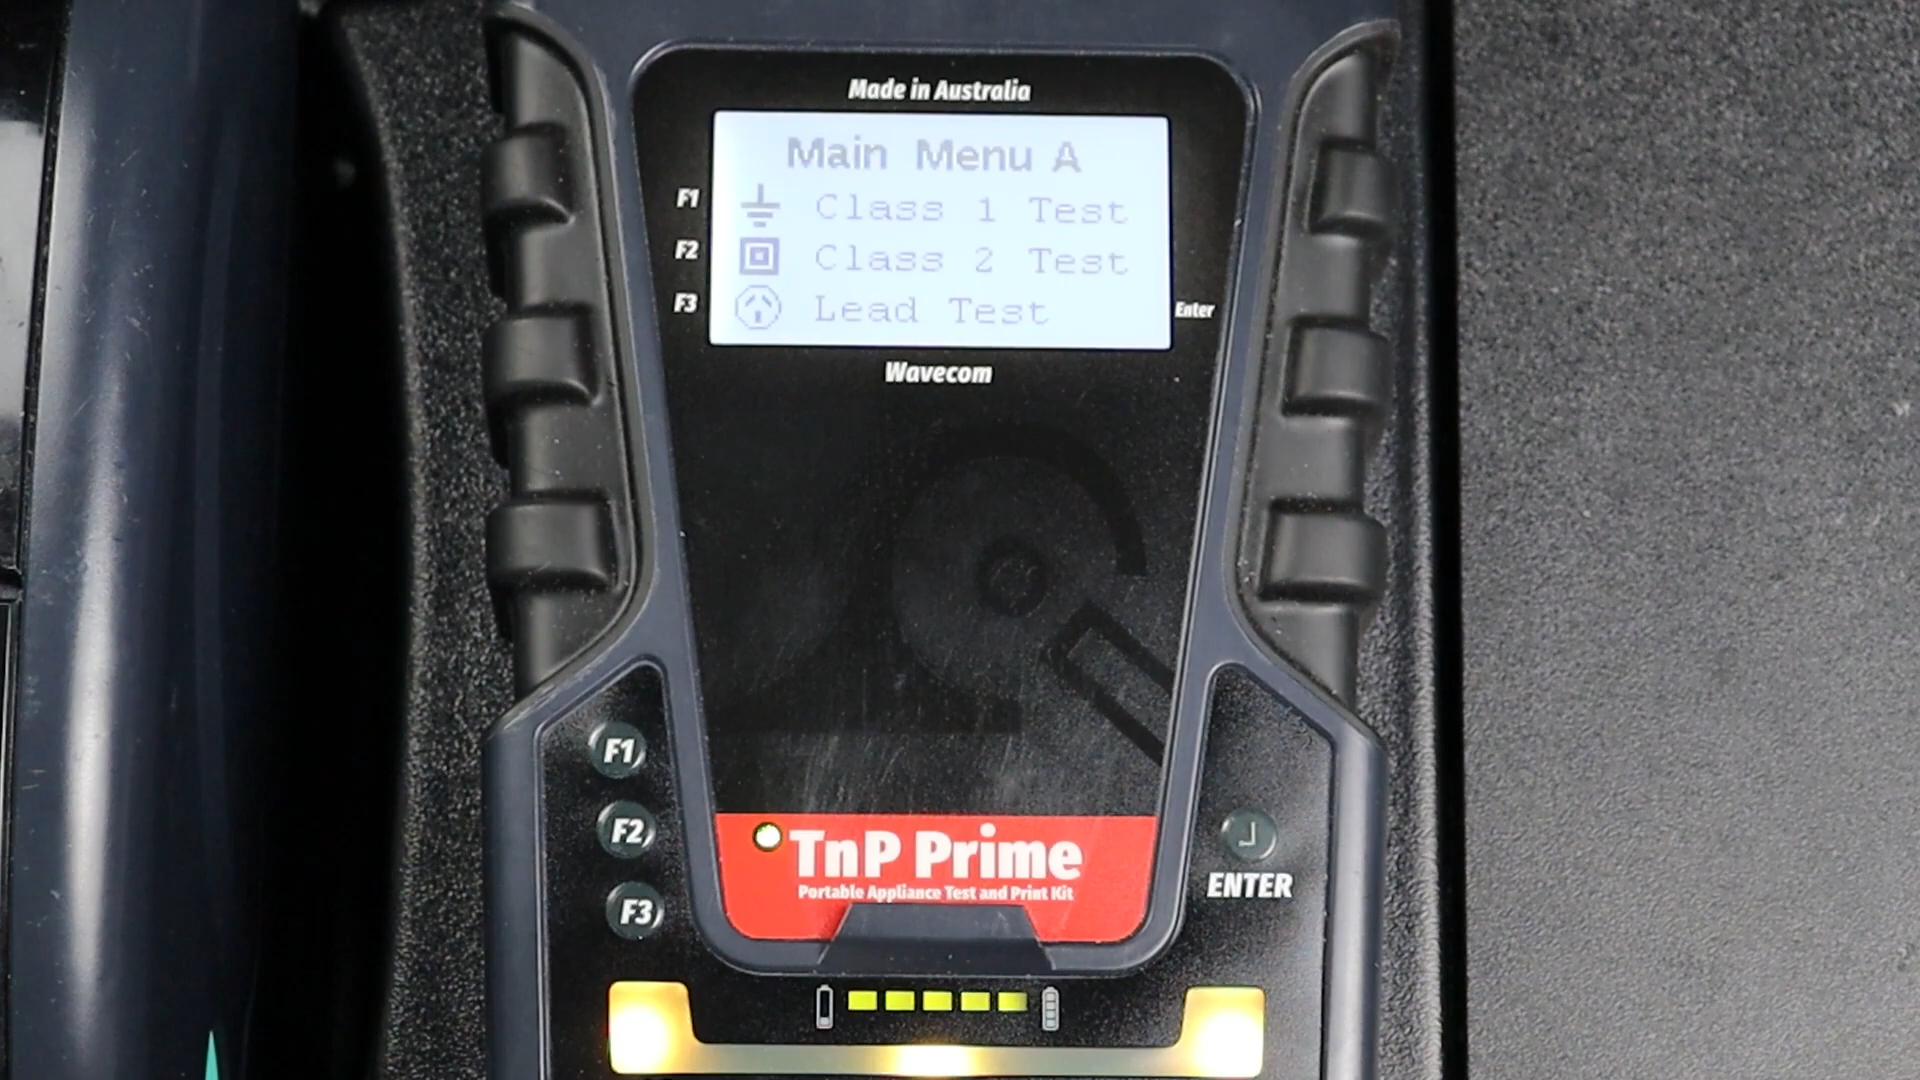 Made in Australia
Main Menu A
F1 Class 1 Test
F2 Class 2 Test
F3 Lead Test Enter
Wavecom
F1
F2
F3
TnP Prime
Portable Appliance Test and Print Kit
ENTER